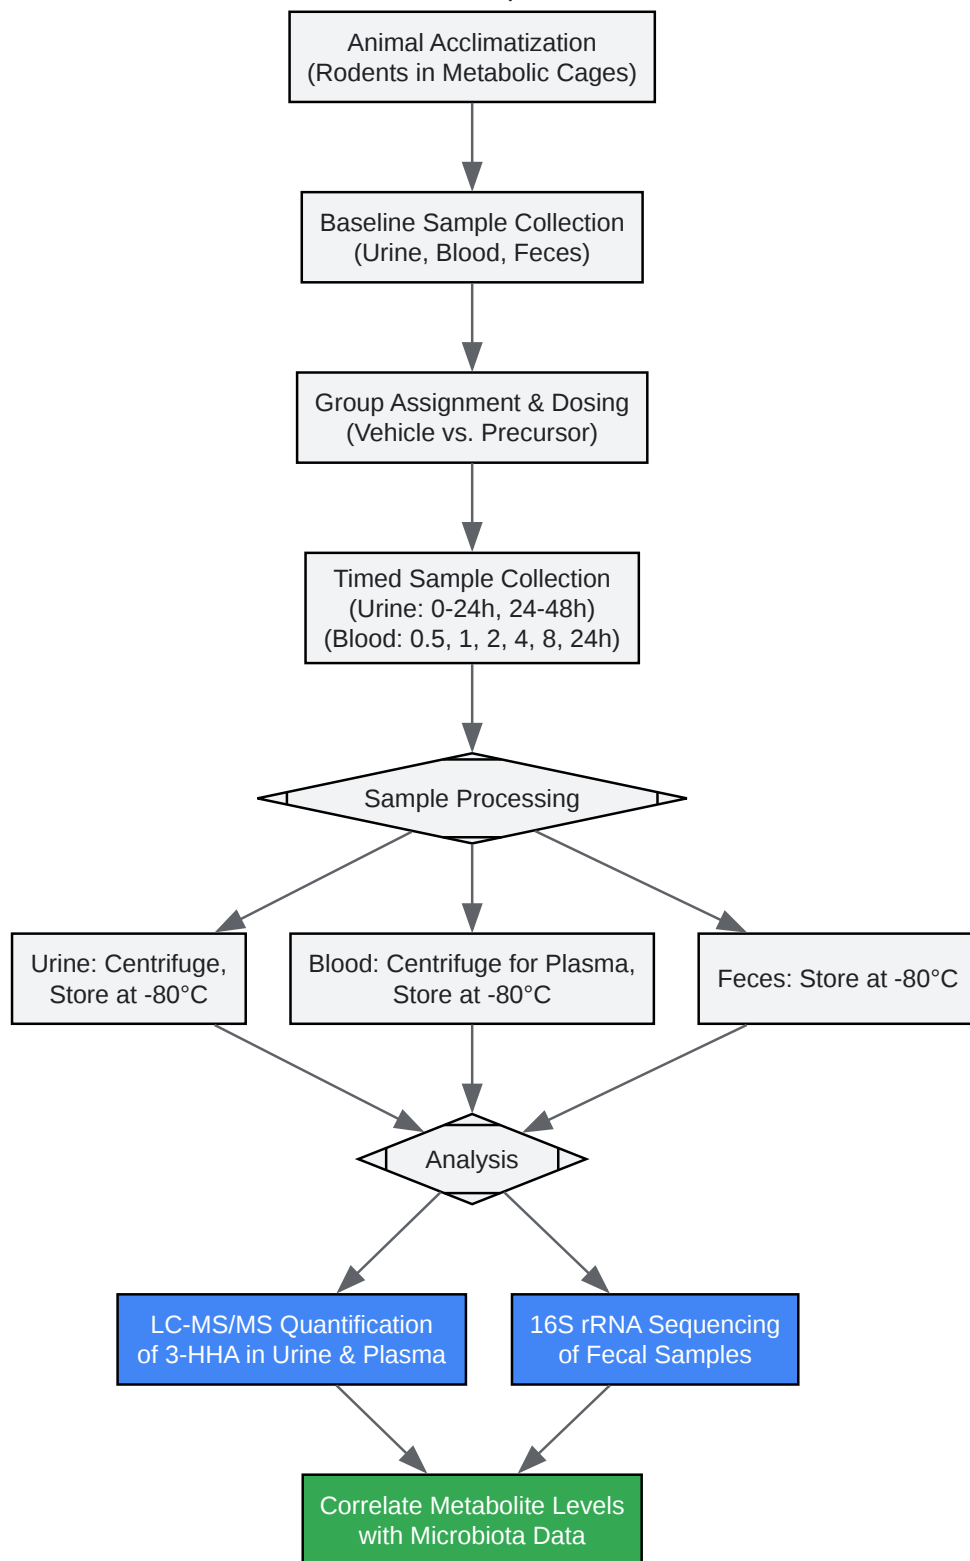 Animal Acclimatization
(Rodents in Metabolic Cages)
Baseline Sample Collection
(Urine, Blood, Feces)
Group Assignment & Dosing
(Vehicle vs. Precursor)
Timed Sample Collection
(Urine: 0-24h, 24-48h)
(Blood: 0.5, 1, 2, 4, 8, 24h)
Sample Processing
Urine: Centrifuge,
Store at -80°C
Blood: Centrifuge for Plasma,
Store at -80°C
Feces: Store at -80°C
Analysis
LC-MS/MS Quantification
of 3-HHA in Urine & Plasma
16S rRNA Sequencing
of Fecal Samples
Correlate Metabolite Levels
with Microbiota Data